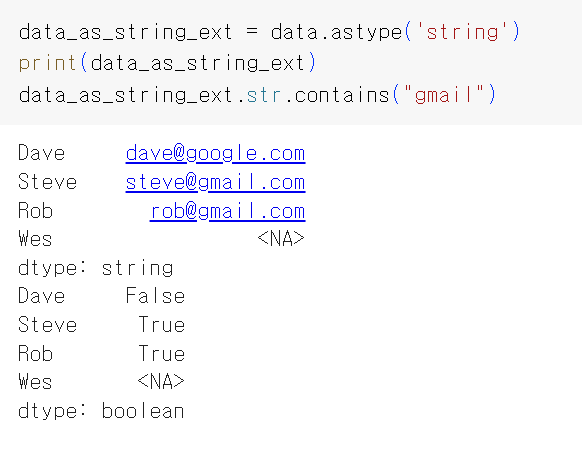 data_as_string_ext = data.astype('string')
print(data_as_string_ext)
data_as_string_ext.str.contains("gmail")
Dave     dave@google.com
Steve    steve@gmail.com
Rob        rob@gmail.com
Wes                 <NA>
dtype: string
Dave     False
Steve     True
Rob       True
Wes       <NA>
dtype: boolean